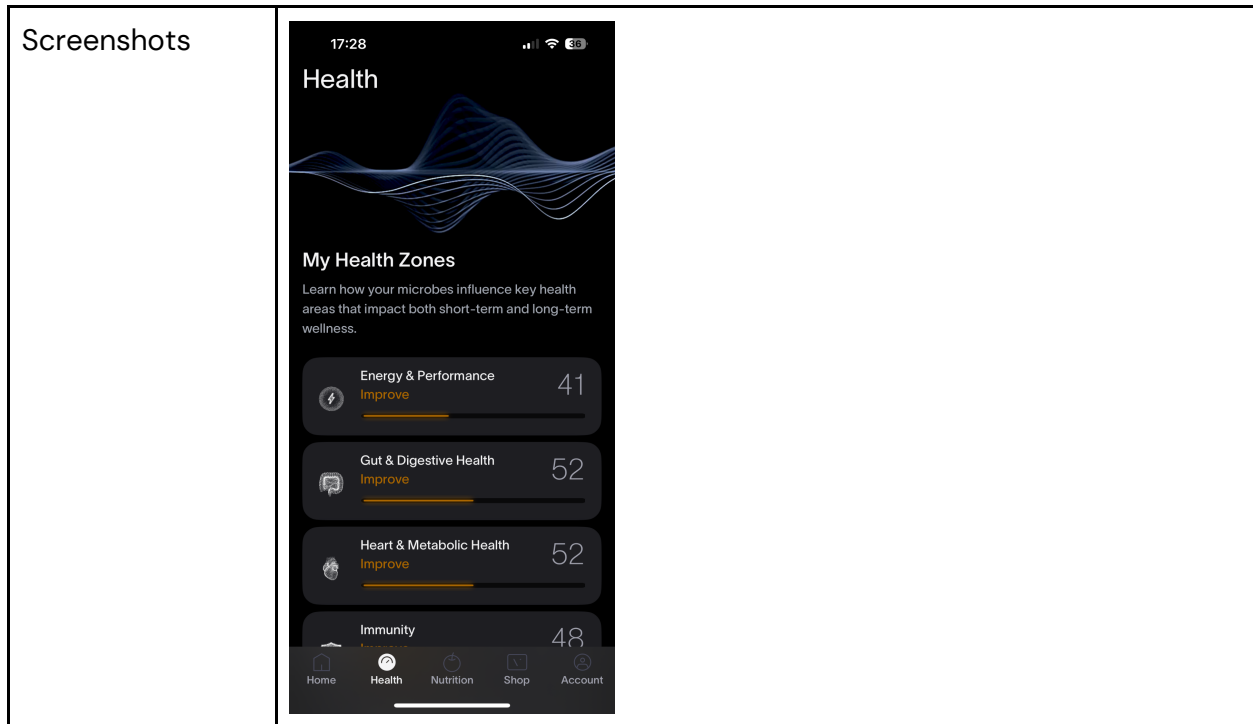 Screenshots
17:28
36
Health
My Health Zones
Learn how your microbes influence key health
areas that impact both short-term and long-term
wellness.
Energy & Performance
41
Improve
Gut & Digestive Health
52
Improve
Heart & Metabolic Health
52
Improve
Immunity
48
Home
Health
Nutrition
Shop
Account